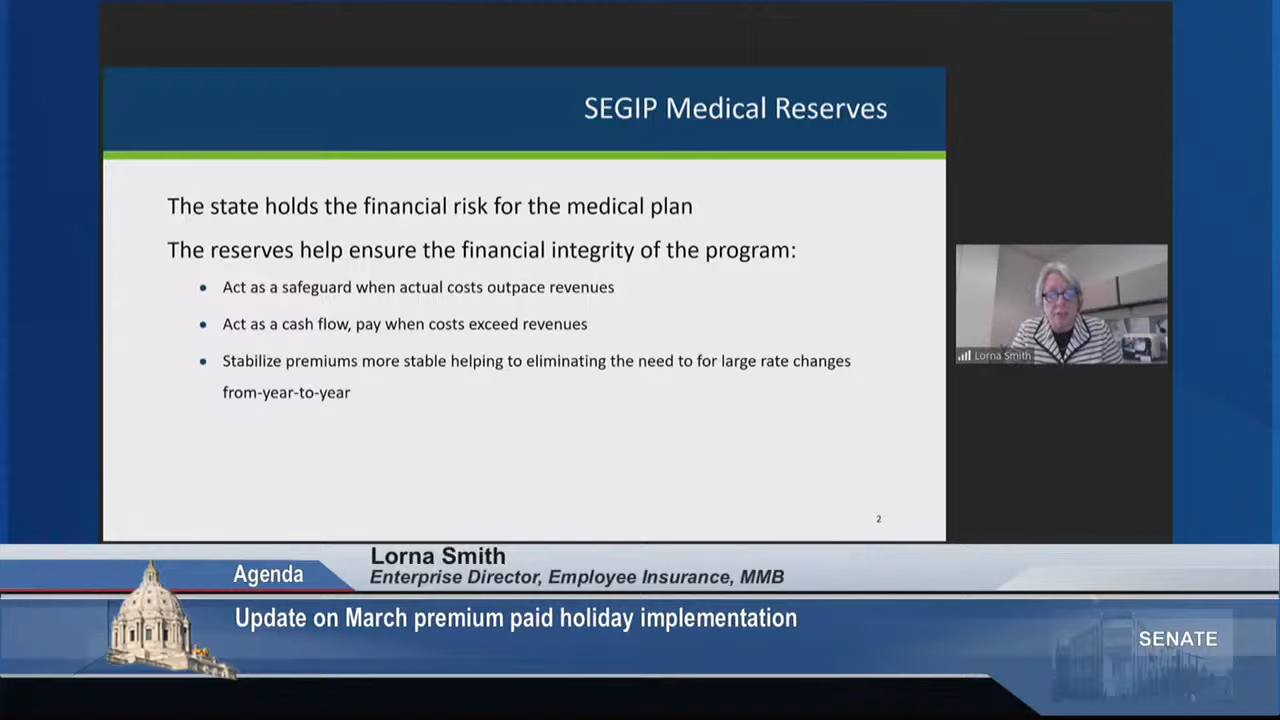 SEGIP Medical Reserves
The state holds the financial risk for the medical plan
The reserves help ensure the financial integrity of the program:
• Act as a safeguard when actual costs outpace revenues
• Act as a cash flow, pay when costs exceed revenues
• Stabilize premiums more stable helping to eliminating the need to for large rate changes
from-year-to-year
2
Lorna Smith
Lorna Smith
Enterprise Director, Employee Insurance, MMB
Agenda
Update on March premium paid holiday implementation
SENATE